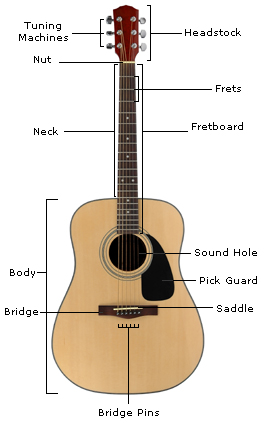 Tuning
Machines
Headstock
Nut
Frets
Neck
Fretboard
Sound Hole
Body
Pick Guard
Bridge
Saddle
Bridge Pins